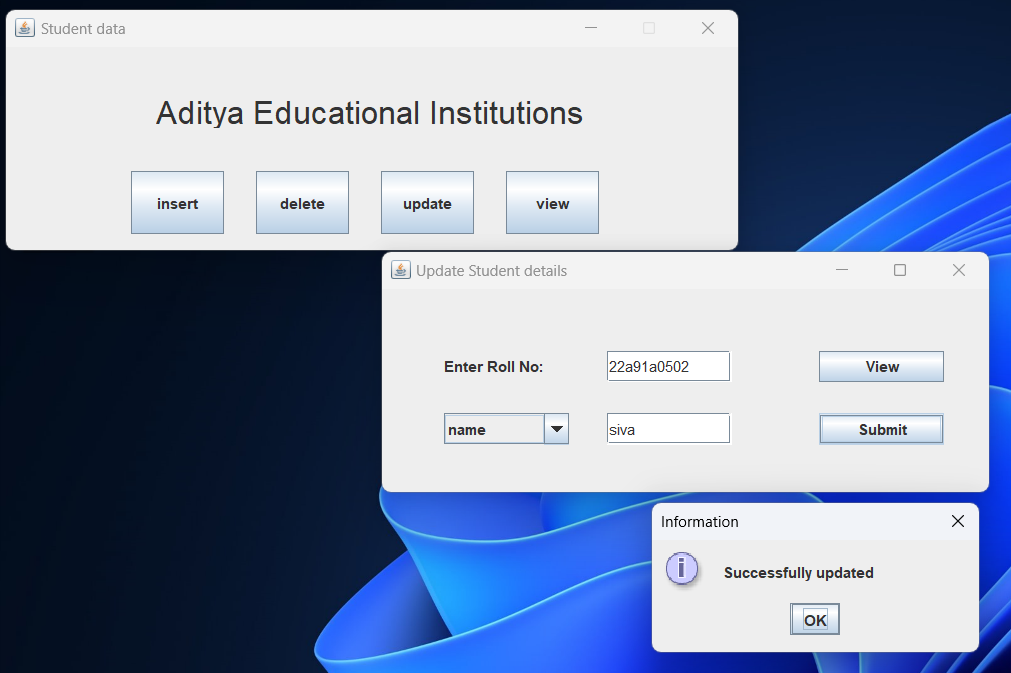 Student data
Aditya Educational Institutions
insert delete update view
Update Student details
Enter Roll No: 22a91a0502 View
name siva Submit
Information
Successfully updated
OK